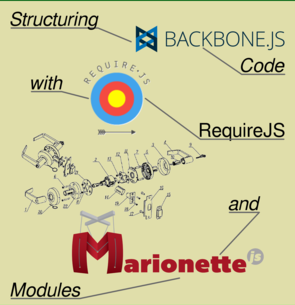 Structuring
BACKBONE.JS
Code
with
REQUIRE·JS
RequireJS
and
Marionette js
Modules